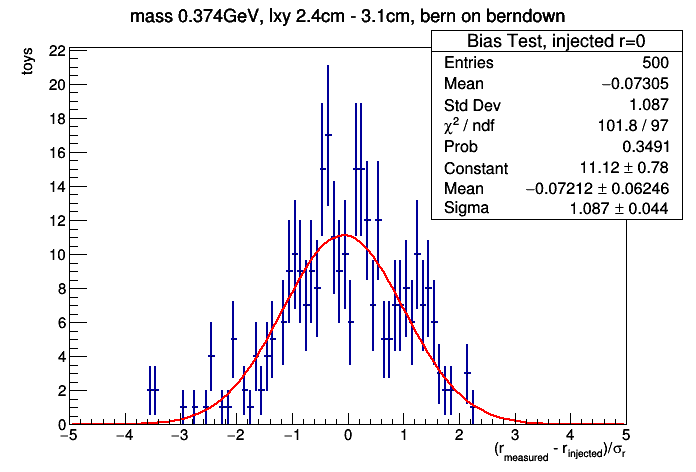 mass 0.374GeV, lxy 2.4cm - 3.1cm, bern on berndown
Bias Test, injected r=0
Entries 500
Mean −0.07305
Std Dev 1.087
χ² / ndf 101.8 / 97
Prob 0.3491
Constant 11.12 ± 0.78
Mean −0.07212 ± 0.06246
Sigma 1.087 ± 0.044
toys
22
20
18
16
14
12
10
8
6
4
2
0
−5 −4 −3 −2 −1 0 1 2 3 4 5
(r_measured - r_injected)/σ_r